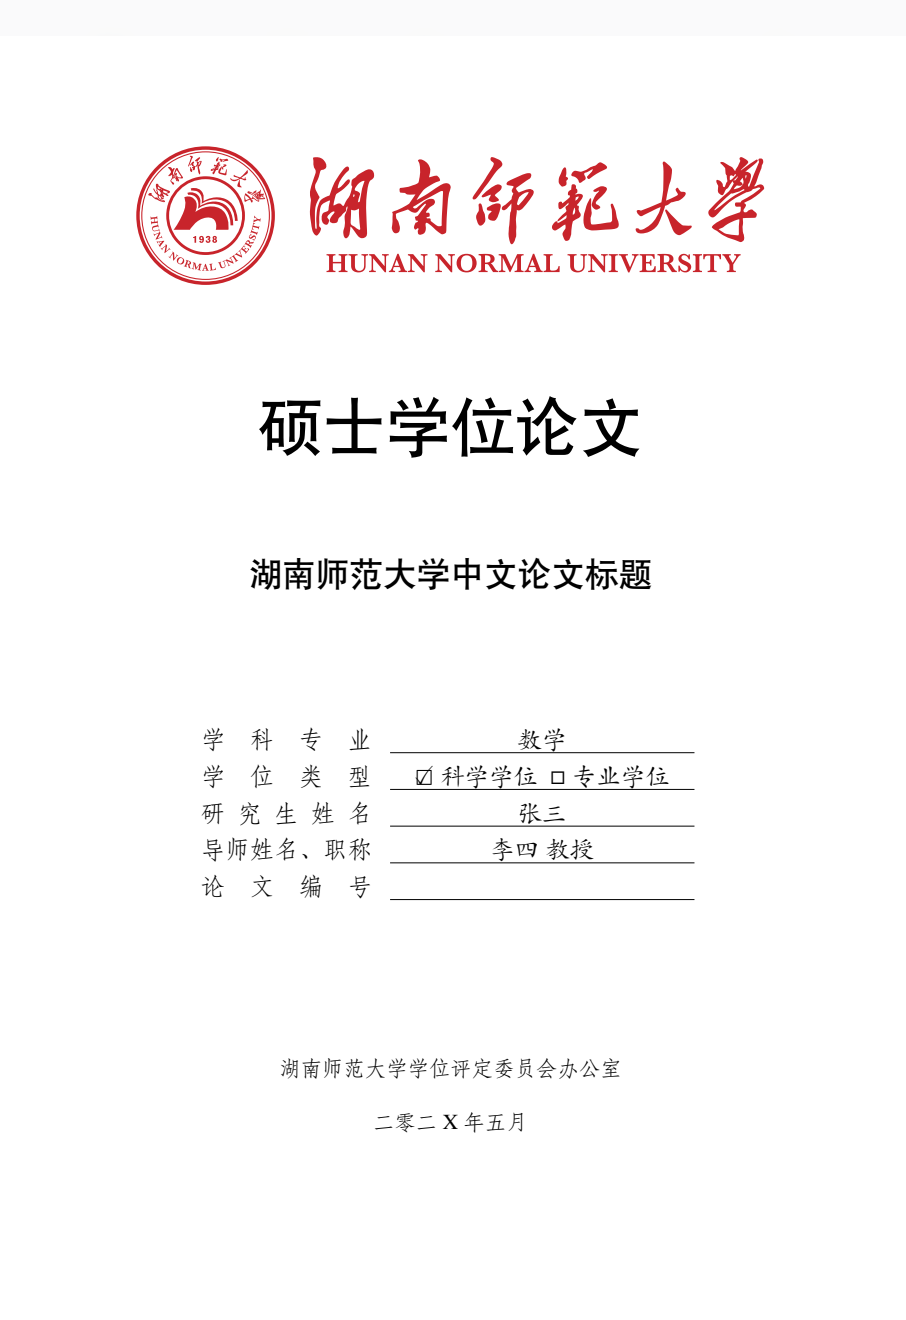 湖南師範大學
1938
HUNAN NORMAL UNIVERSITY
湖南師範大學
HUNAN NORMAL UNIVERSITY
硕士学位论文
湖南师范大学中文论文标题
学科专业 数学
学位类型 ☑ 科学学位 □ 专业学位
研究生姓名 张三
导师姓名、职称 李四 教授
论文编号
湖南师范大学学位评定委员会办公室
二零二 X 年五月